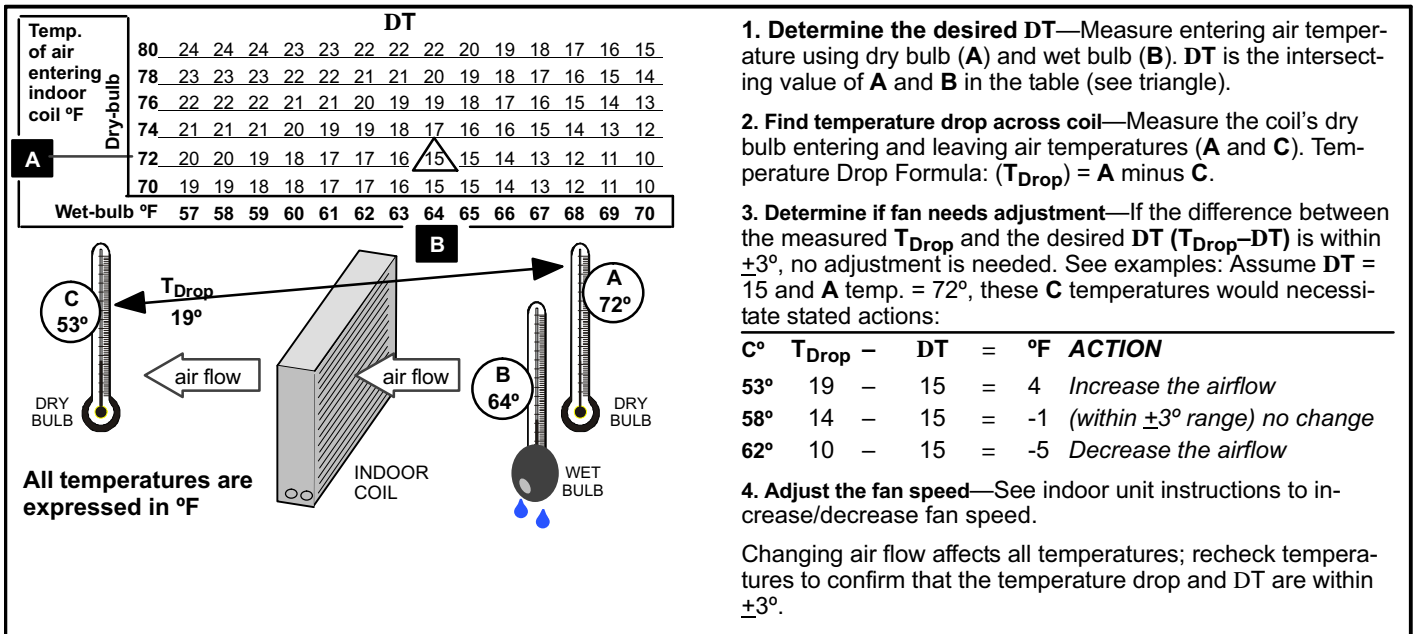 DT
Temp.
of air
entering
indoor
coil ºF
Dry-bulb
80 24 24 24 23 23 22 22 22 20 19 18 17 16 15
78 23 23 23 22 22 21 21 20 19 18 17 16 15 14
76 22 22 22 21 21 20 19 19 18 17 16 15 14 13
74 21 21 21 20 19 19 18 17 16 16 15 14 13 12
A
72 20 20 19 18 17 17 16 15 15 14 13 12 11 10
70 19 19 18 18 17 17 16 15 15 14 13 12 11 10
Wet-bulb ºF 57 58 59 60 61 62 63 64 65 66 67 68 69 70
B
C
53º
TDrop
19º
A
72º
air flow
air flow
B
64º
DRY
BULB
DRY
BULB
INDOOR
COIL
WET
BULB
All temperatures are
expressed in ºF
1. Determine the desired DT—Measure entering air temper-
ature using dry bulb (A) and wet bulb (B). DT is the intersect-
ing value of A and B in the table (see triangle).
2. Find temperature drop across coil—Measure the coil’s dry
bulb entering and leaving air temperatures (A and C). Tem-
perature Drop Formula: (TDrop) = A minus C.
3. Determine if fan needs adjustment—If the difference between
the measured TDrop and the desired DT (TDrop–DT) is within
±3º, no adjustment is needed. See examples: Assume DT =
15 and A temp. = 72º, these C temperatures would necessi-
tate stated actions:
Cº TDrop – DT = ºF ACTION
53º 19 – 15 = 4 Increase the airflow
58º 14 – 15 = -1 (within ±3º range) no change
62º 10 – 15 = -5 Decrease the airflow
4. Adjust the fan speed—See indoor unit instructions to in-
crease/decrease fan speed.
Changing air flow affects all temperatures; recheck tempera-
tures to confirm that the temperature drop and DT are within
±3º.